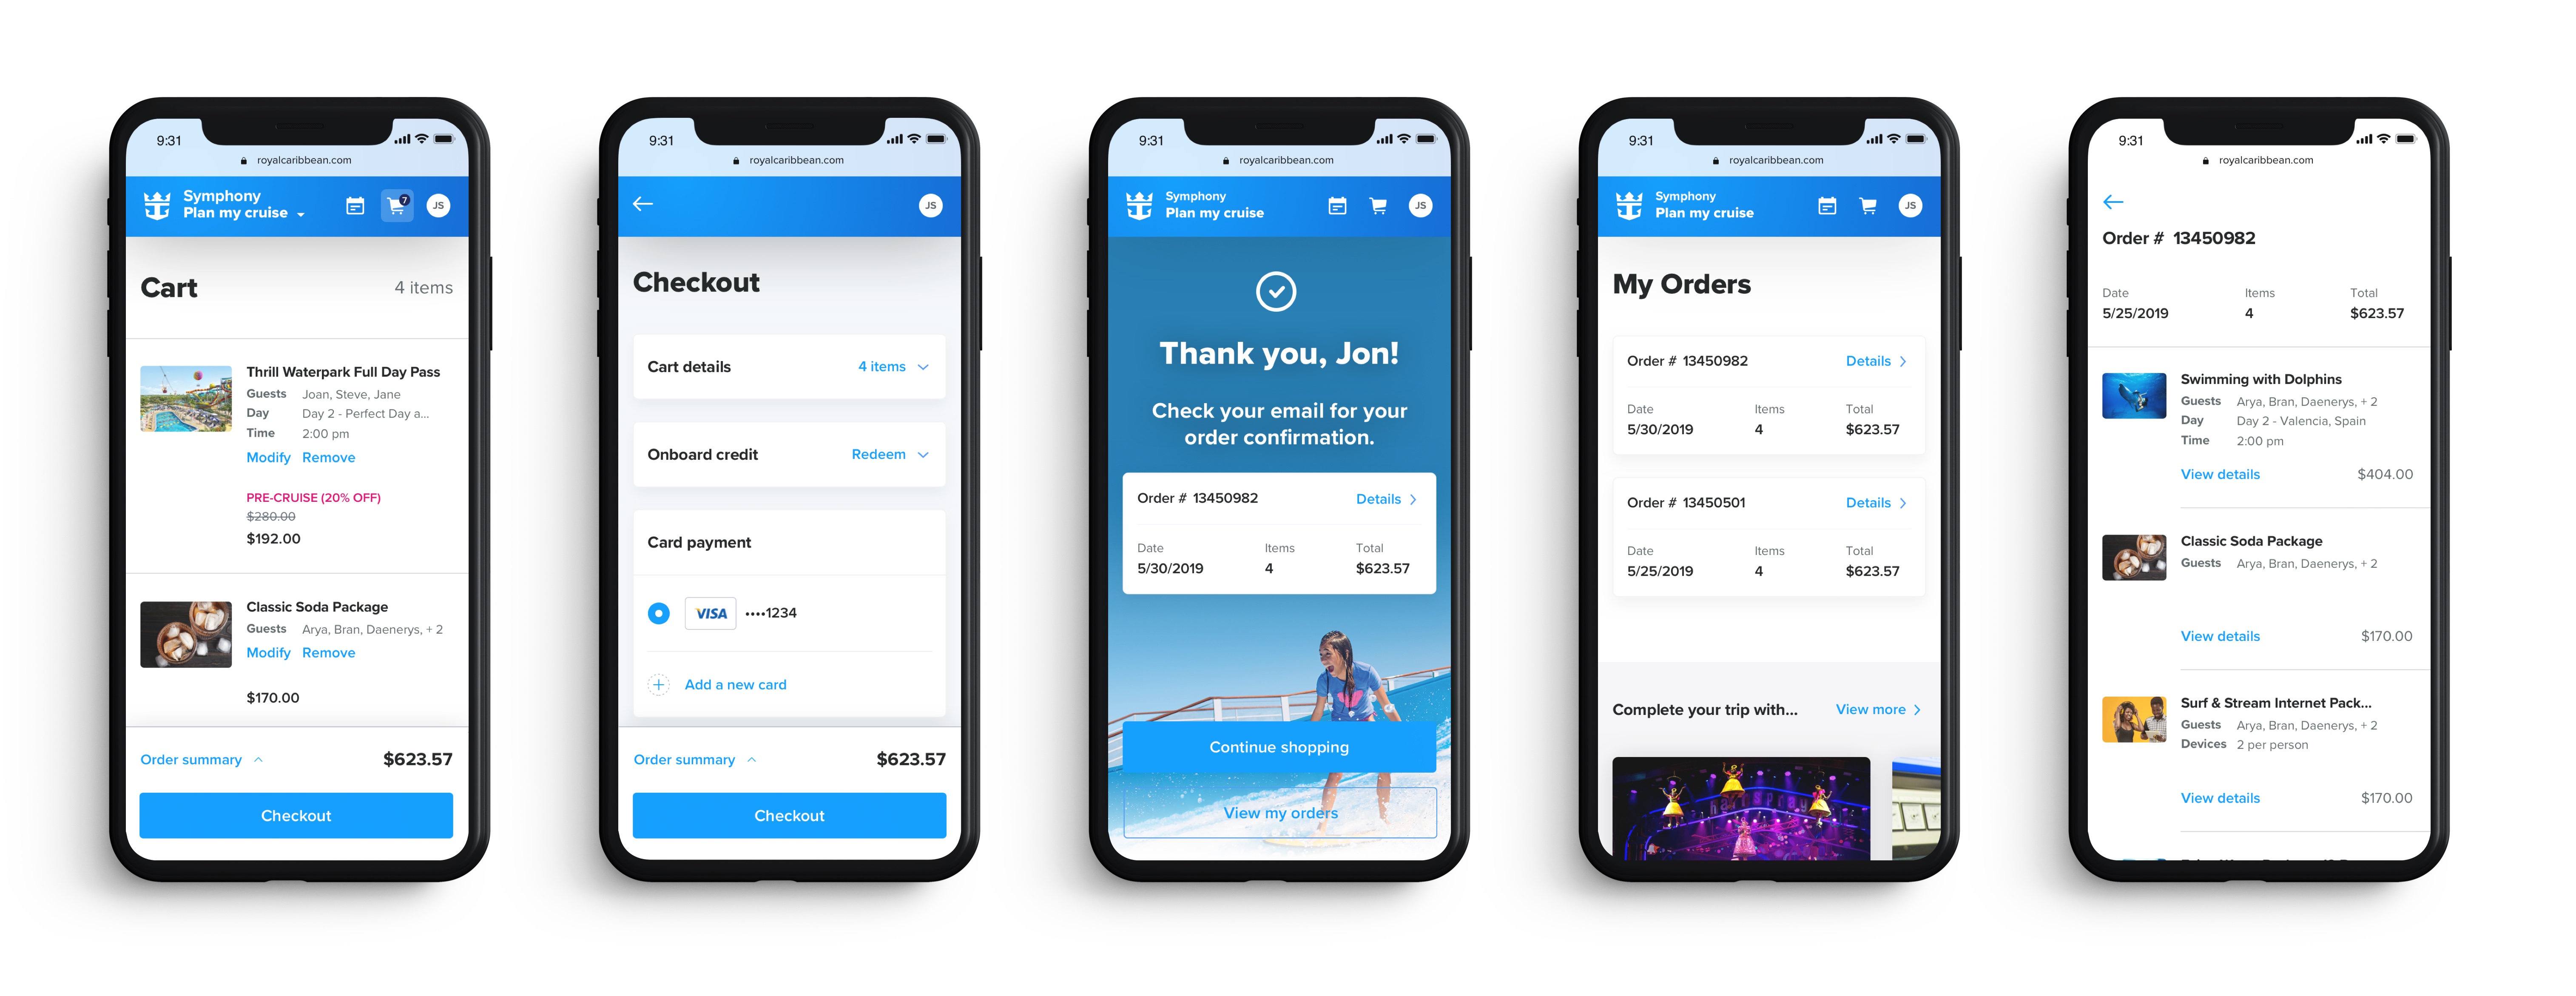 9:31
royalcaribbean.com
Symphony
Plan my cruise
7
JS
Cart
4 items
Thrill Waterpark Full Day Pass
Guests Joan, Steve, Jane
Day Day 2 - Perfect Day a...
Time 2:00 pm
Modify Remove
PRE-CRUISE (20% OFF)
$280.00
$192.00
Classic Soda Package
Guests Arya, Bran, Daenerys, + 2
Modify Remove
$170.00
Order summary $623.57
Checkout
9:31
royalcaribbean.com
JS
Checkout
Cart details 4 items
Onboard credit Redeem
Card payment
VISA ••••1234
Add a new card
Order summary $623.57
Checkout
9:31
royalcaribbean.com
Symphony
Plan my cruise
JS
Thank you, Jon!
Check your email for your
order confirmation.
Order # 13450982 Details
Date Items Total
5/30/2019 4 $623.57
Continue shopping
View my orders
9:31
royalcaribbean.com
Symphony
Plan my cruise
JS
My Orders
Order # 13450982 Details
Date Items Total
5/30/2019 4 $623.57
Order # 13450501 Details
Date Items Total
5/25/2019 4 $623.57
Complete your trip with... View more
hairspray
9:31
royalcaribbean.com
Order # 13450982
Date Items Total
5/25/2019 4 $623.57
Swimming with Dolphins
Guests Arya, Bran, Daenerys, + 2
Day Day 2 - Valencia, Spain
Time 2:00 pm
View details $404.00
Classic Soda Package
Guests Arya, Bran, Daenerys, + 2
View details $170.00
Surf & Stream Internet Pack...
Guests Arya, Bran, Daenerys, + 2
Devices 2 per person
View details $170.00